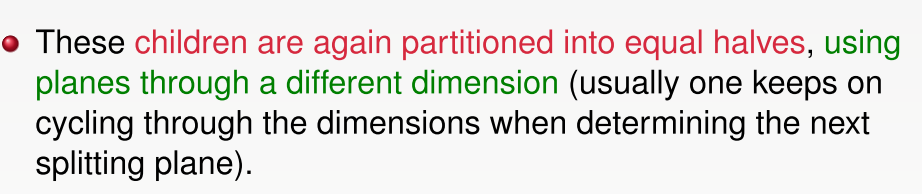 These children are again partitioned into equal halves, using
planes through a different dimension (usually one keeps on
cycling through the dimensions when determining the next
splitting plane).